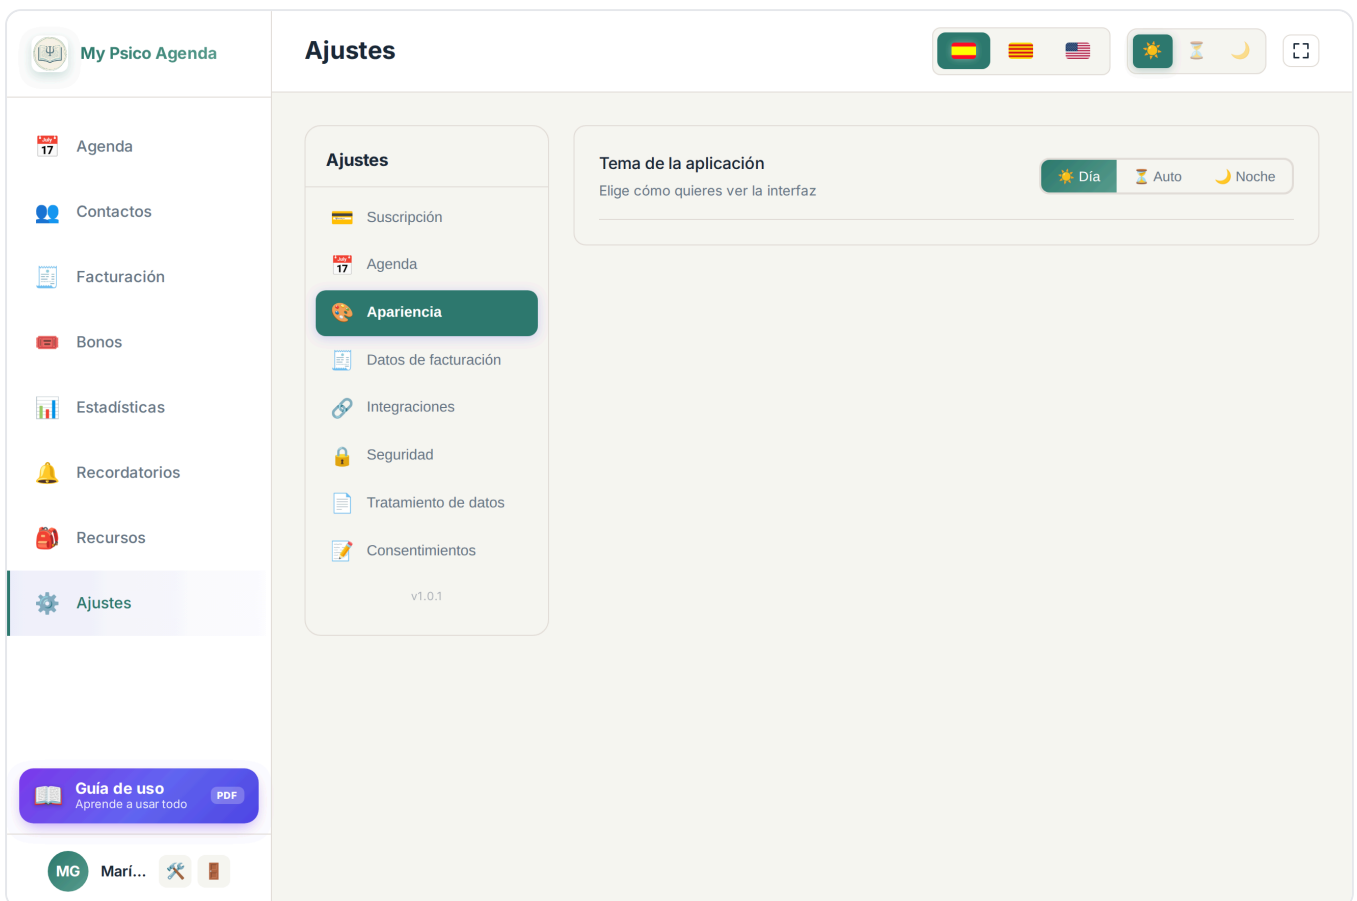 My Psico Agenda
Agenda
Contactos
Facturación
Bonos
Estadísticas
Recordatorios
Recursos
Ajustes
Guía de uso
Aprende a usar todo
PDF
MG
Marí...
Ajustes
Ajustes
Suscripción
Agenda
Apariencia
Datos de facturación
Integraciones
Seguridad
Tratamiento de datos
Consentimientos
v1.0.1
Tema de la aplicación
Elige cómo quieres ver la interfaz
Día
Auto
Noche